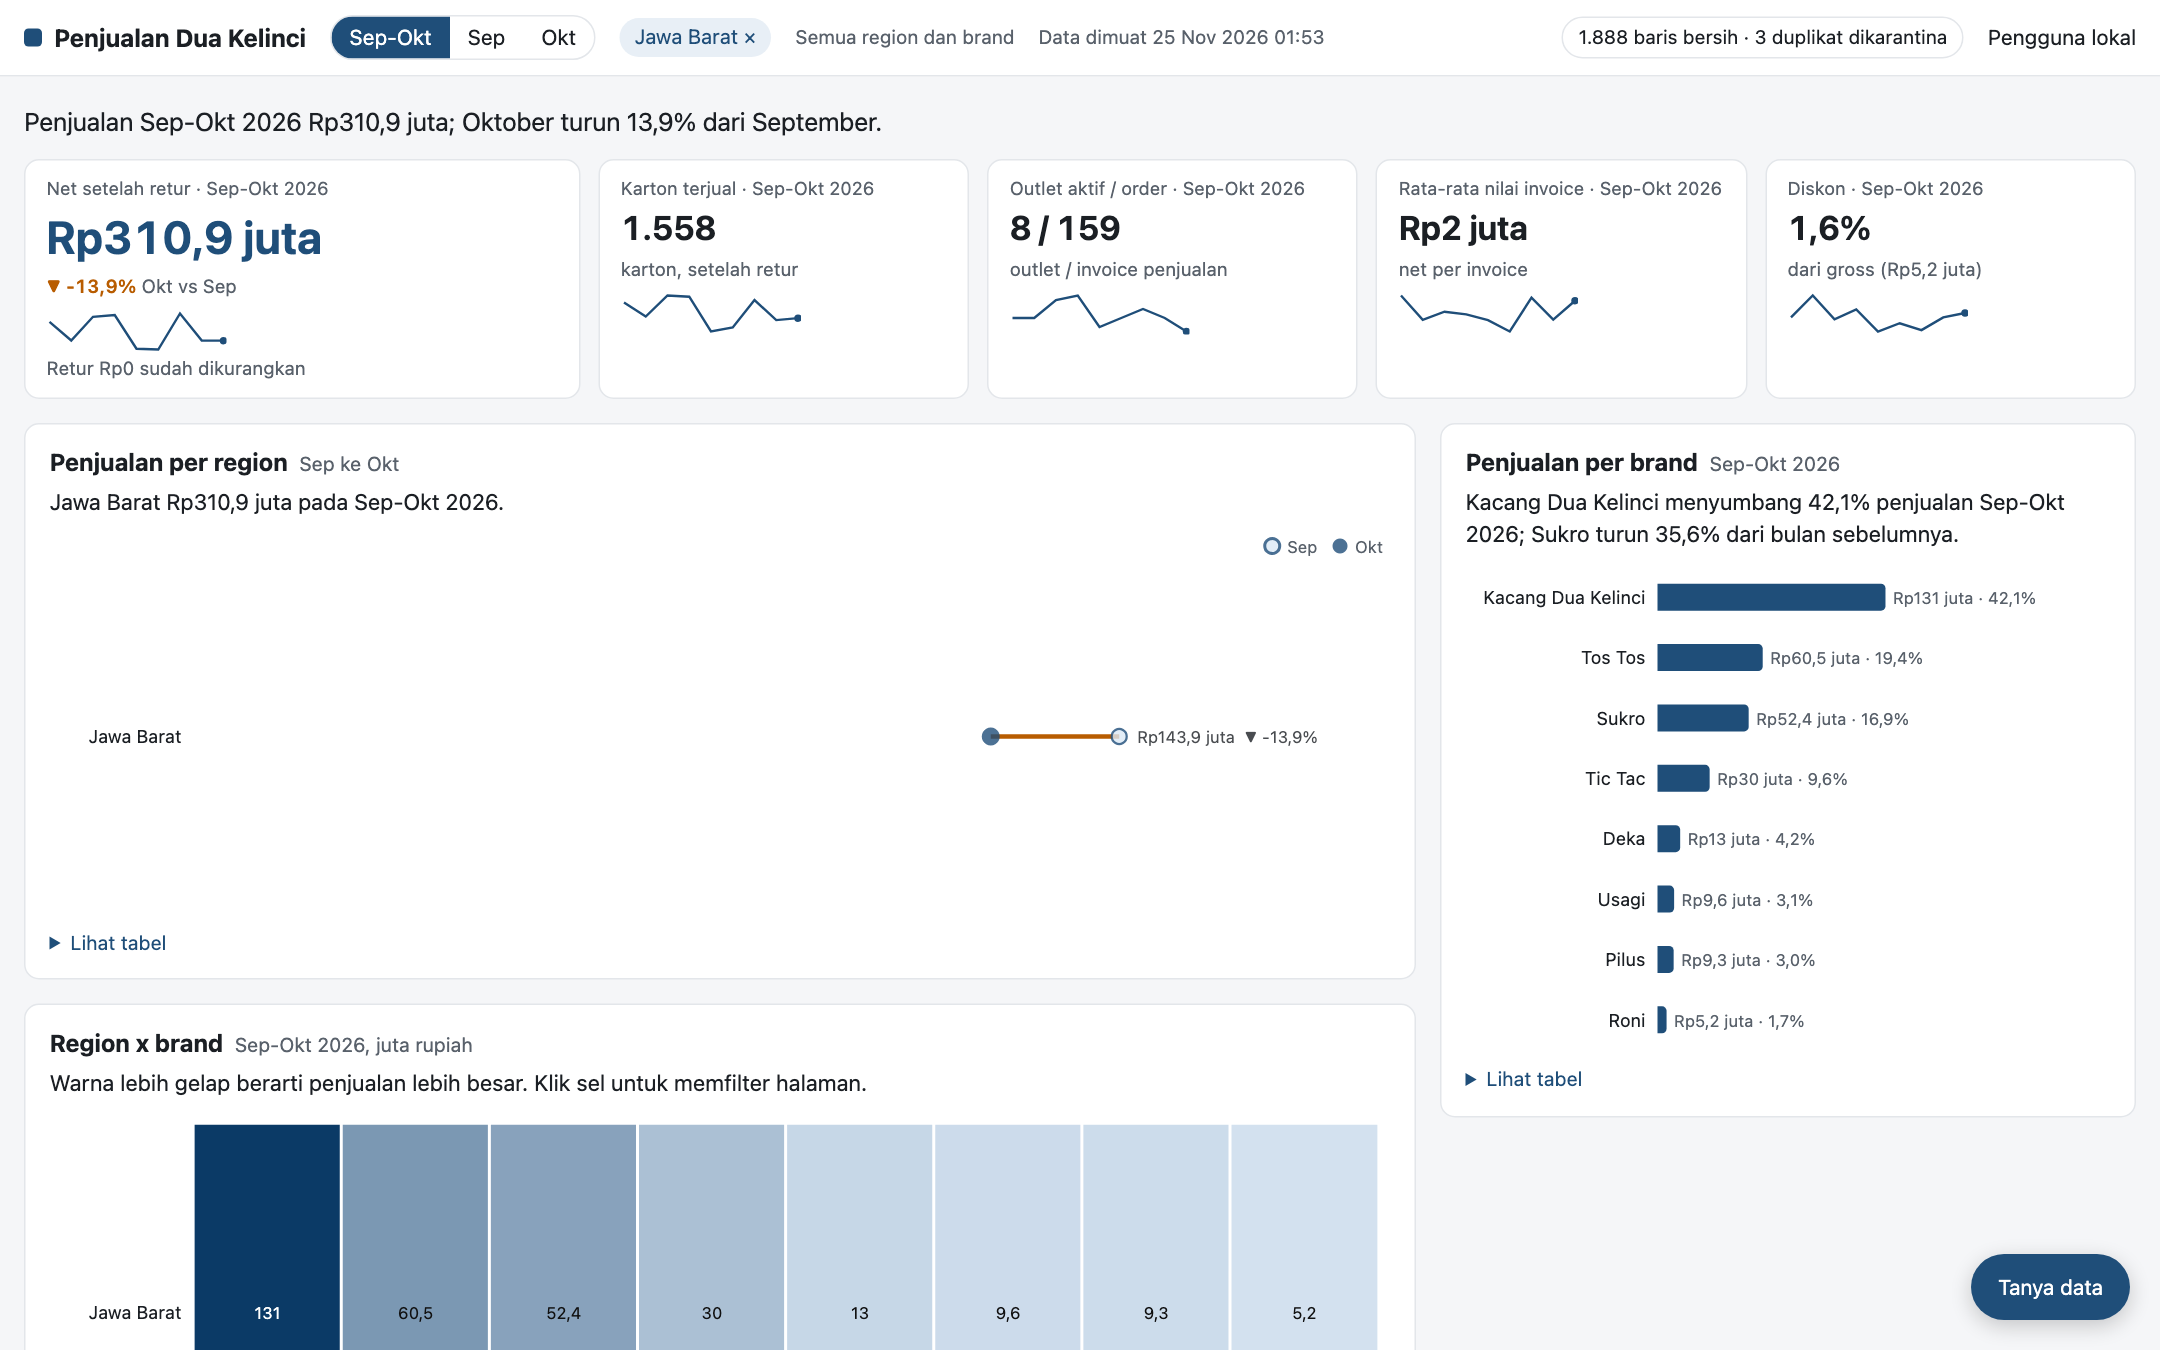 Penjualan Dua Kelinci
Sep-Okt Sep Okt
Jawa Barat ×
Semua region dan brand
Data dimuat 25 Nov 2026 01:53
1.888 baris bersih · 3 duplikat dikarantina
Pengguna lokal
Penjualan Sep-Okt 2026 Rp310,9 juta; Oktober turun 13,9% dari September.
Net setelah retur · Sep-Okt 2026
Rp310,9 juta
▼ -13,9% Okt vs Sep
Retur Rp0 sudah dikurangkan
Karton terjual · Sep-Okt 2026
1.558
karton, setelah retur
Outlet aktif / order · Sep-Okt 2026
8 / 159
outlet / invoice penjualan
Rata-rata nilai invoice · Sep-Okt 2026
Rp2 juta
net per invoice
Diskon · Sep-Okt 2026
1,6%
dari gross (Rp5,2 juta)
Penjualan per region Sep ke Okt
Jawa Barat Rp310,9 juta pada Sep-Okt 2026.
Sep Okt
Jawa Barat Rp143,9 juta ▼ -13,9%
▶ Lihat tabel
Penjualan per brand Sep-Okt 2026
Kacang Dua Kelinci menyumbang 42,1% penjualan Sep-Okt
2026; Sukro turun 35,6% dari bulan sebelumnya.
Kacang Dua Kelinci Rp131 juta · 42,1%
Tos Tos Rp60,5 juta · 19,4%
Sukro Rp52,4 juta · 16,9%
Tic Tac Rp30 juta · 9,6%
Deka Rp13 juta · 4,2%
Usagi Rp9,6 juta · 3,1%
Pilus Rp9,3 juta · 3,0%
Roni Rp5,2 juta · 1,7%
▶ Lihat tabel
Region x brand Sep-Okt 2026, juta rupiah
Warna lebih gelap berarti penjualan lebih besar. Klik sel untuk memfilter halaman.
Jawa Barat 131 60,5 52,4 30 13 9,6 9,3 5,2
Tanya data